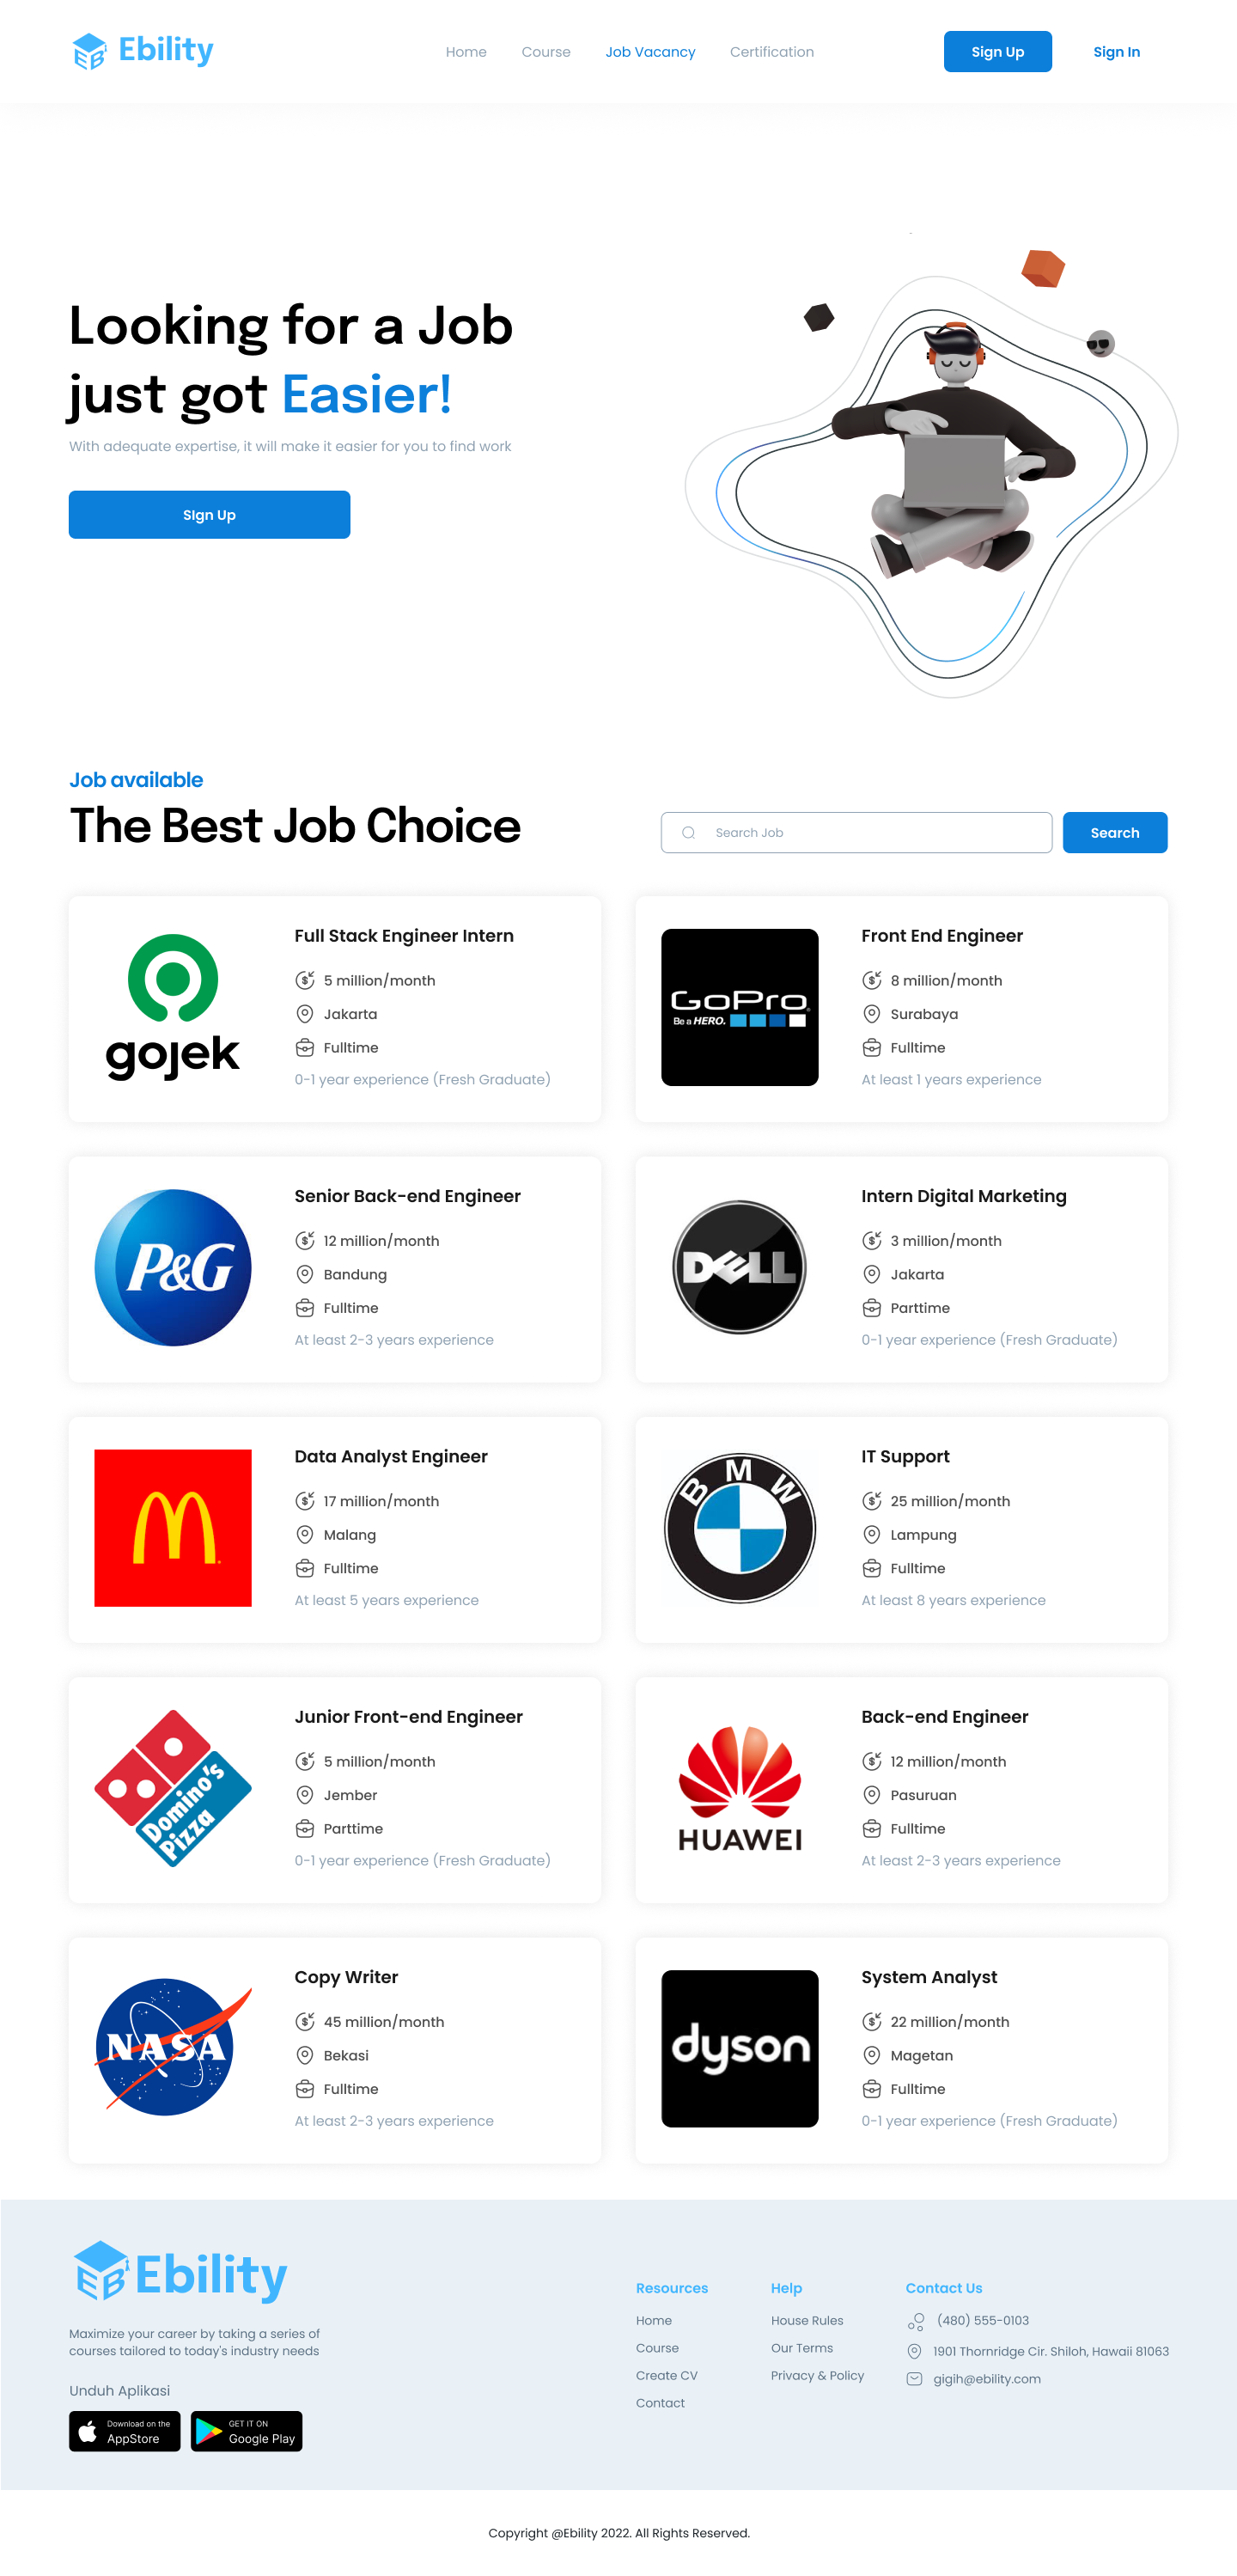 Ebility
Home Course Job Vacancy Certification
Sign Up
Sign In
Looking for a Job
just got Easier!
With adequate expertise, it will make it easier for you to find work
SIgn Up
Job available
The Best Job Choice
Search Job
Search
gojek
Full Stack Engineer Intern
5 million/month
Jakarta
Fulltime
0-1 year experience (Fresh Graduate)
GoPro
Be a HERO.
Front End Engineer
8 million/month
Surabaya
Fulltime
At least 1 years experience
P&G
Senior Back-end Engineer
12 million/month
Bandung
Fulltime
At least 2-3 years experience
DELL
Intern Digital Marketing
3 million/month
Jakarta
Parttime
0-1 year experience (Fresh Graduate)
M
Data Analyst Engineer
17 million/month
Malang
Fulltime
At least 5 years experience
BMW
IT Support
25 million/month
Lampung
Fulltime
At least 8 years experience
Domino's
Pizza
Junior Front-end Engineer
5 million/month
Jember
Parttime
0-1 year experience (Fresh Graduate)
HUAWEI
Back-end Engineer
12 million/month
Pasuruan
Fulltime
At least 2-3 years experience
NASA
Copy Writer
45 million/month
Bekasi
Fulltime
At least 2-3 years experience
dyson
System Analyst
22 million/month
Magetan
Fulltime
0-1 year experience (Fresh Graduate)
EB Ebility
Maximize your career by taking a series of
courses tailored to today's industry needs
Unduh Aplikasi
Download on the
AppStore
GET IT ON
Google Play
Resources
Home
Course
Create CV
Contact
Help
House Rules
Our Terms
Privacy & Policy
Contact Us
(480) 555-0103
1901 Thornridge Cir. Shiloh, Hawaii 81063
gigih@ebility.com
Copyright @Ebility 2022. All Rights Reserved.